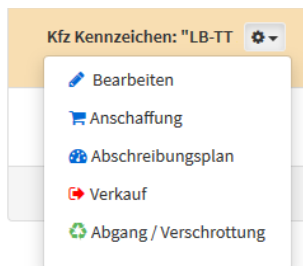 Kfz Kennzeichen: "LB-TT
Bearbeiten
Anschaffung
Abschreibungsplan
Verkauf
Abgang / Verschrottung